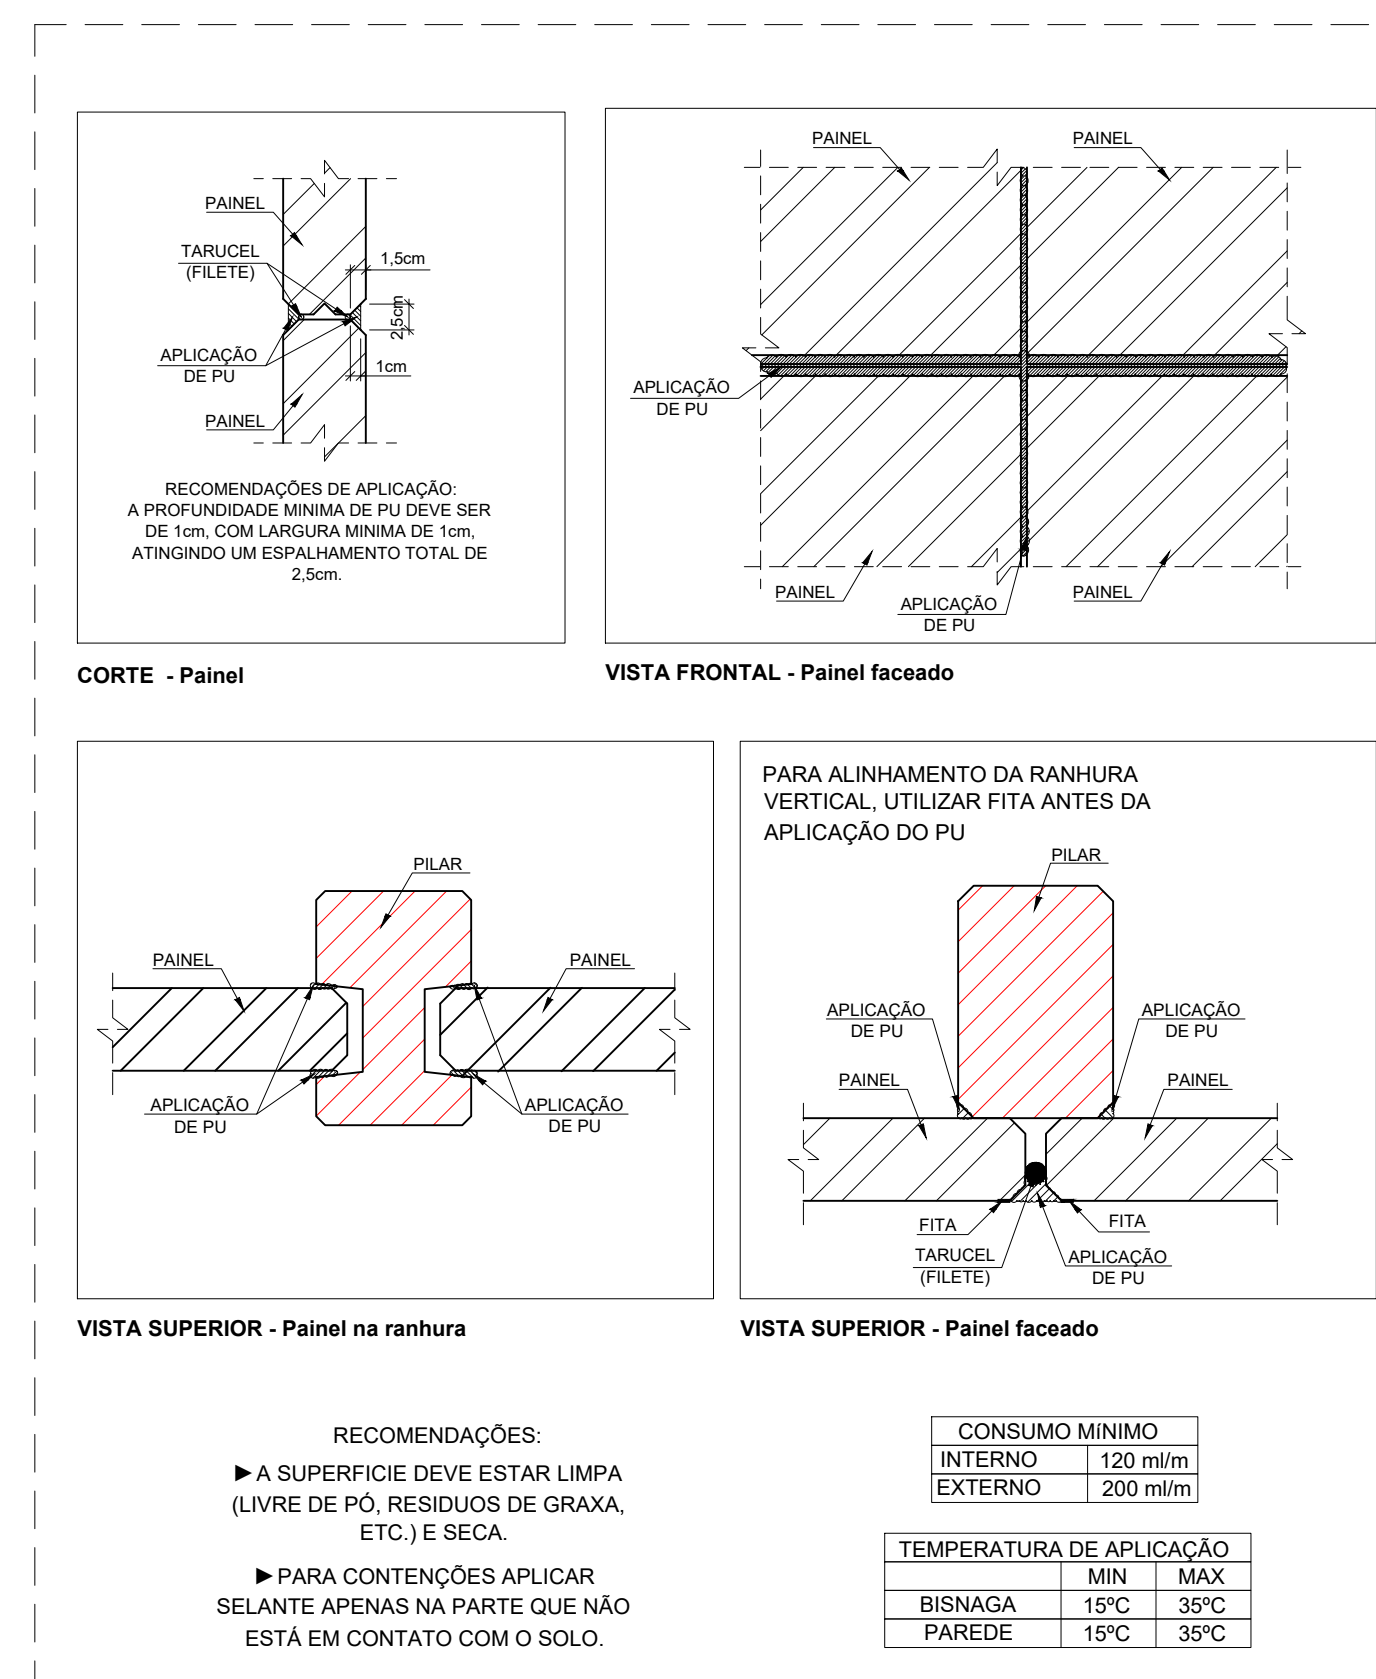 PAINEL
TARUCEL
(FILETE)
1,5cm
2,5cm
APLICAÇÃO
DE PU
1cm
PAINEL
RECOMENDAÇÕES DE APLICAÇÃO:
A PROFUNDIDADE MINIMA DE PU DEVE SER
DE 1cm, COM LARGURA MINIMA DE 1cm,
ATINGINDO UM ESPALHAMENTO TOTAL DE
2,5cm.
CORTE - Painel
PAINEL
PAINEL
APLICAÇÃO
DE PU
PAINEL
APLICAÇÃO
DE PU
PAINEL
VISTA FRONTAL - Painel faceado
PILAR
PAINEL
PAINEL
APLICAÇÃO
DE PU
APLICAÇÃO
DE PU
VISTA SUPERIOR - Painel na ranhura
PARA ALINHAMENTO DA RANHURA
VERTICAL, UTILIZAR FITA ANTES DA
APLICAÇÃO DO PU
PILAR
APLICAÇÃO
DE PU
APLICAÇÃO
DE PU
PAINEL
PAINEL
FITA
FITA
TARUCEL
(FILETE)
APLICAÇÃO
DE PU
VISTA SUPERIOR - Painel faceado
RECOMENDAÇÕES:
►A SUPERFICIE DEVE ESTAR LIMPA
(LIVRE DE PÓ, RESIDUOS DE GRAXA,
ETC.) E SECA.
►PARA CONTENÇÕES APLICAR
SELANTE APENAS NA PARTE QUE NÃO
ESTÁ EM CONTATO COM O SOLO.
CONSUMO MíNIMO
INTERNO 120 ml/m
EXTERNO 200 ml/m
TEMPERATURA DE APLICAÇÃO
MIN MAX
BISNAGA 15ºC 35ºC
PAREDE 15ºC 35ºC